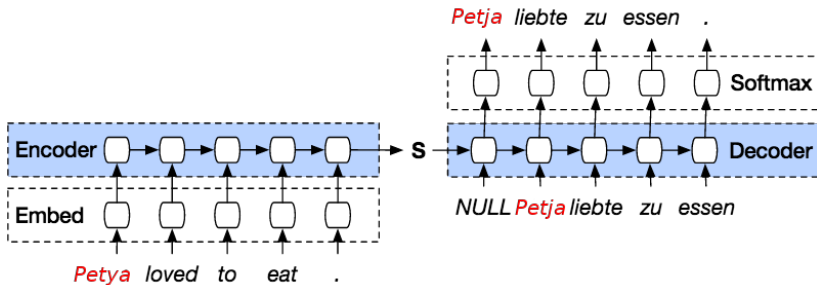 Petja liebte zu essen .
Softmax
Encoder
S
Decoder
Embed
NULL Petja liebte zu essen
Petya loved to eat .